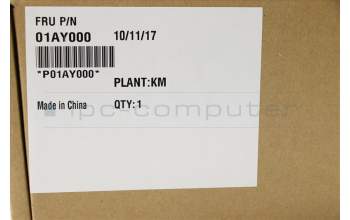 FRU P/N
01AY000 10/11/17
*P01AY000*
PLANT:KM
Made in China QTY:1
ipc-computer